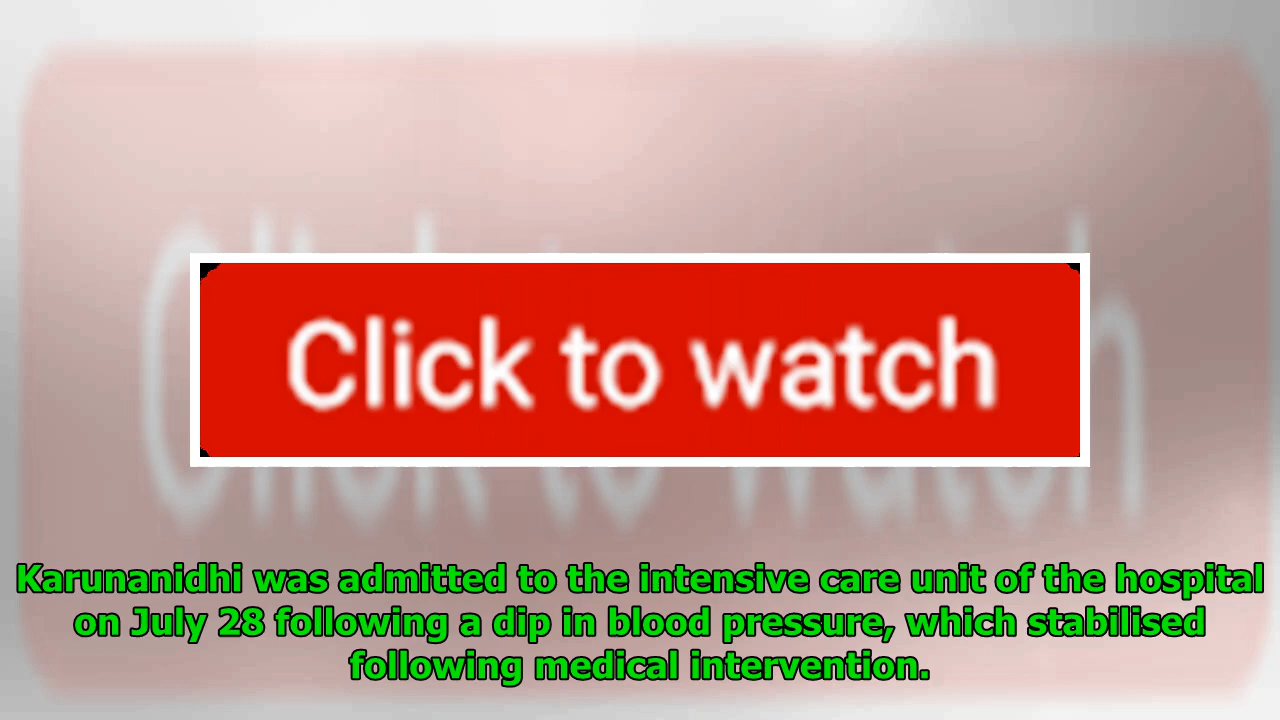 Click to watch
Karunanidhi was admitted to the intensive care unit of the hospital
on July 28 following a dip in blood pressure, which stabilised
following medical intervention.